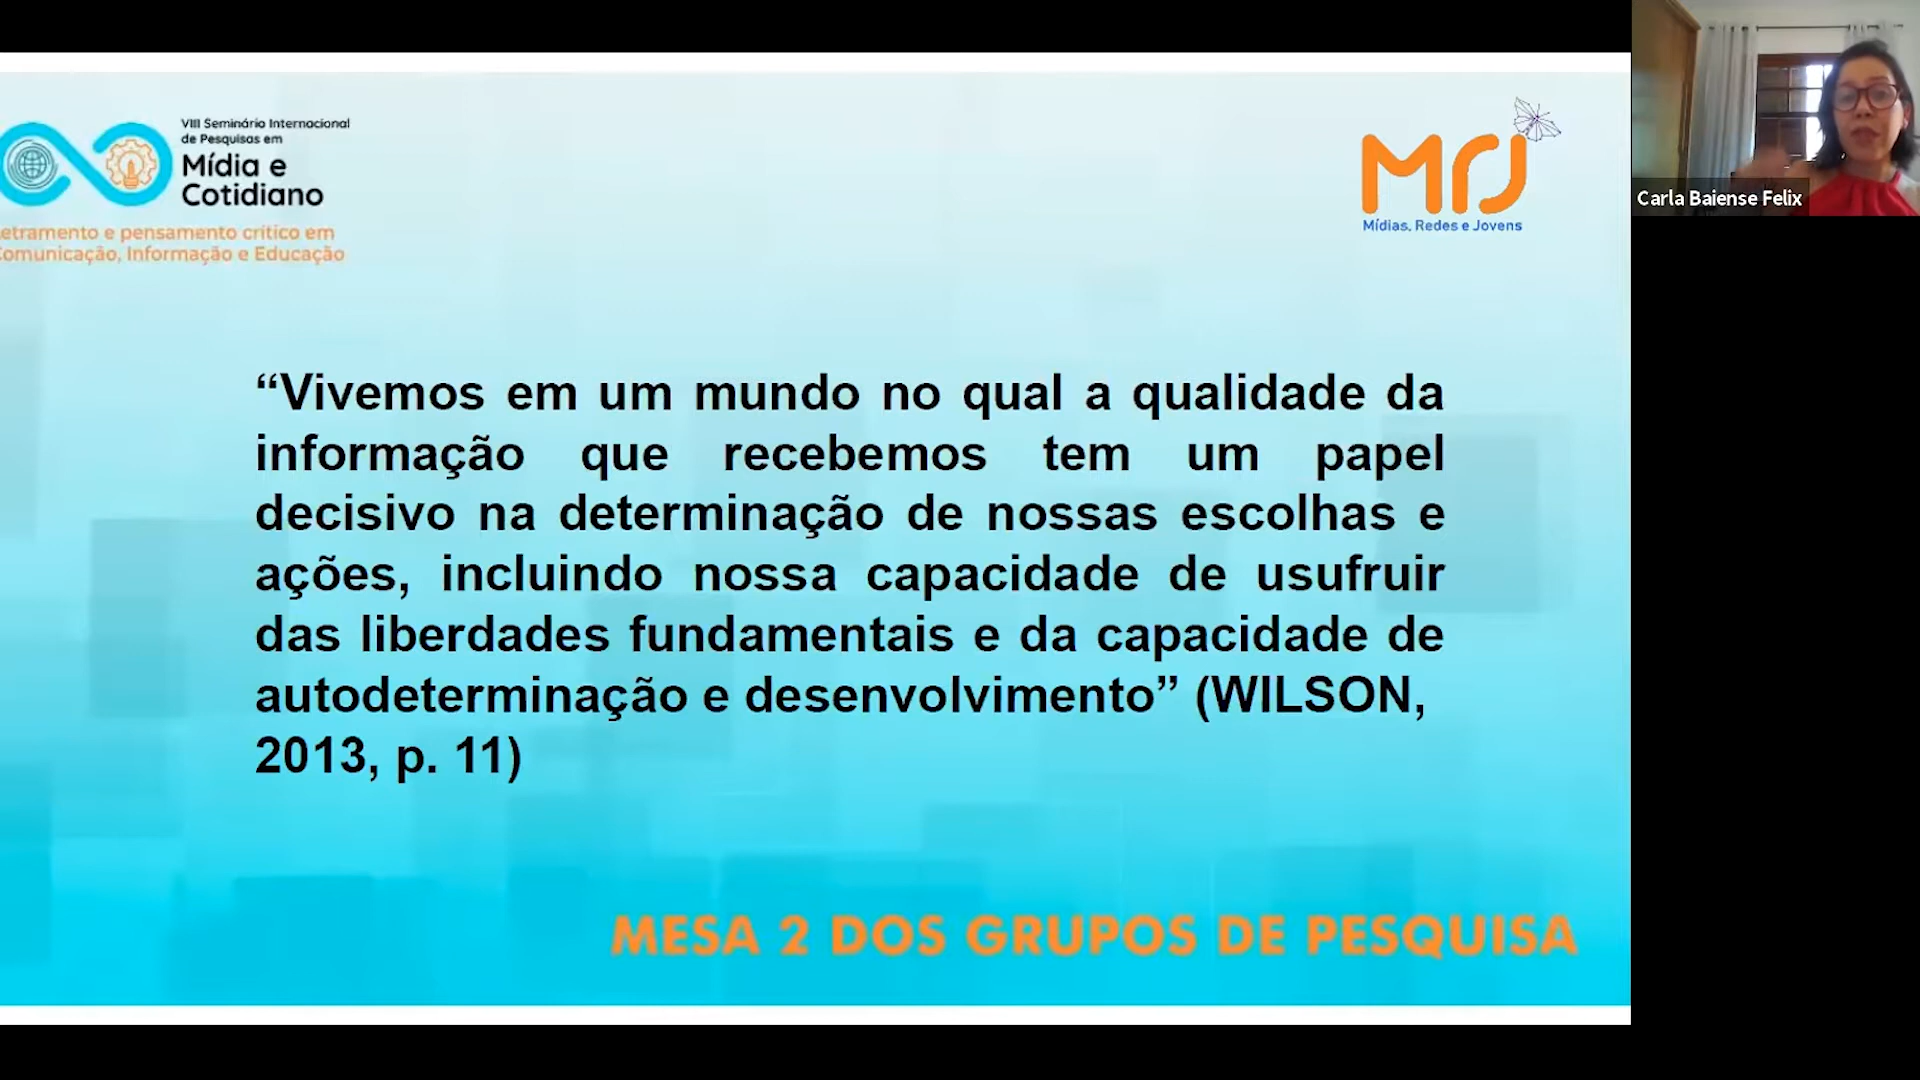 VIII Seminário Internacional
de Pesquisas em
Mídia e
Cotidiano
etramento e pensamento crítico em
omunicação, Informação e Educação
MRJ
Mídias, Redes e Jovens
Carla Baiense Felix
“Vivemos em um mundo no qual a qualidade da
informação que recebemos tem um papel
decisivo na determinação de nossas escolhas e
ações, incluindo nossa capacidade de usufruir
das liberdades fundamentais e da capacidade de
autodeterminação e desenvolvimento” (WILSON,
2013, p. 11)
MESA 2 DOS GRUPOS DE PESQUISA